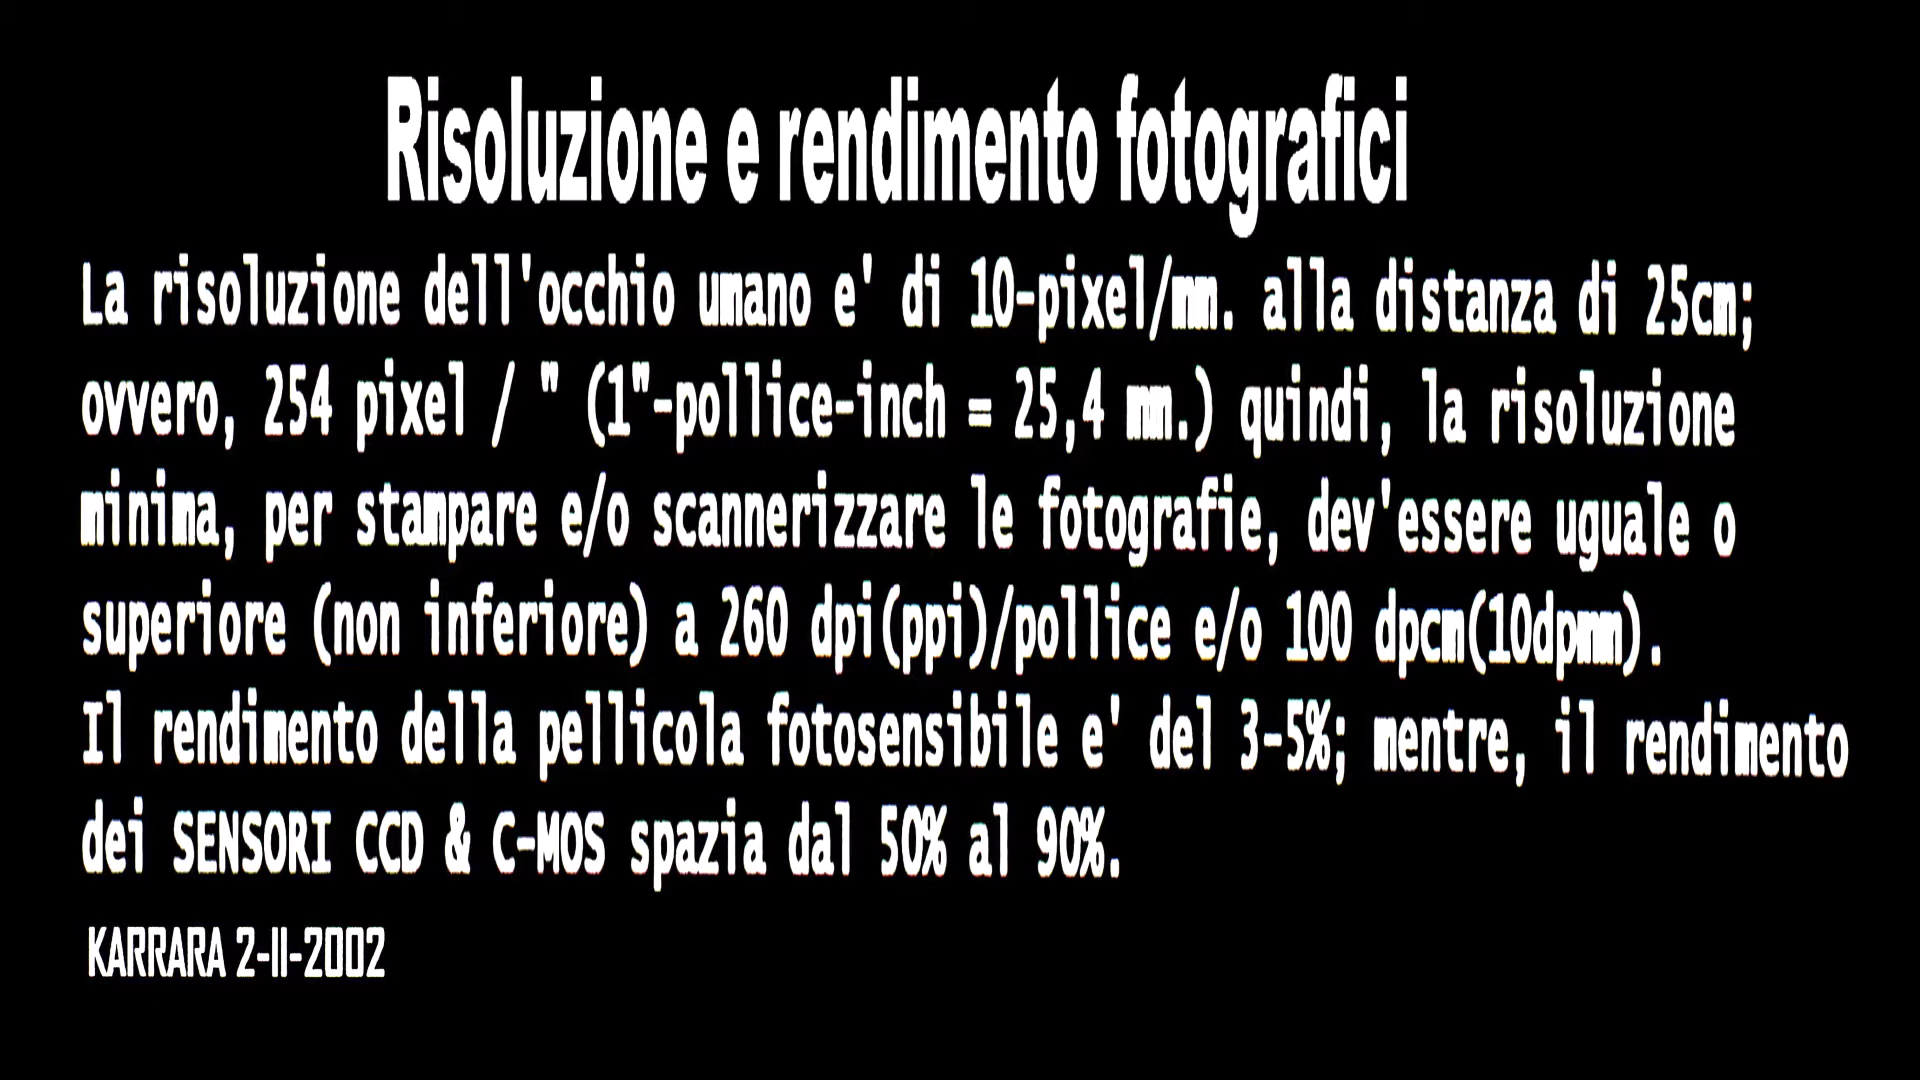 Risoluzione e rendimento fotografici
La risoluzione dell'occhio umano e' di 10-pixel/mm. alla distanza di 25cm;
ovvero, 254 pixel / " (1"-pollice-inch = 25,4 mm.) quindi, la risoluzione
minima, per stampare e/o scannerizzare le fotografie, dev'essere uguale o
superiore (non inferiore) a 260 dpi(ppi)/pollice e/o 100 dpcm(10dpmm).
Il rendimento della pellicola fotosensibile e' del 3-5%; mentre, il rendimento
dei SENSORI CCD & C-MOS spazia dal 50% al 90%.
KARRARA 2-II-2002